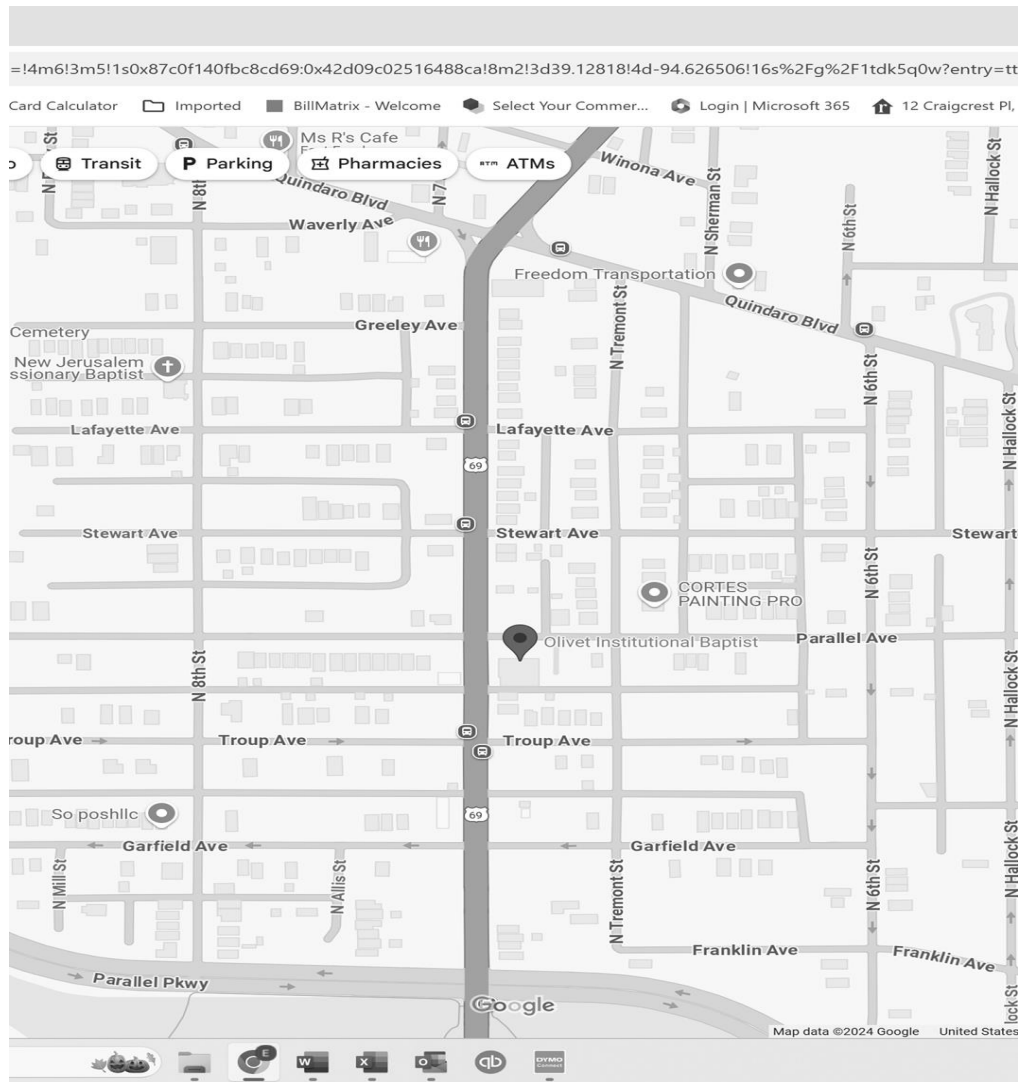 =!4m6!3m5!1s0x87c0f140fbc8cd69:0x42d09c02516488ca!8m2!3d39.12818!4d-94.626506!16s%2Fg%2F1tdk5q0w?entry=tt
Card Calculator Imported BillMatrix - Welcome Select Your Commer... Login | Microsoft 365 12 Craigcrest Pl,
Ms R's Cafe
Transit P Parking Pharmacies ATM ATMs
Winona Ave
Quindaro Blvd
N 8th
N 7
N Sherman St
N Hallock St
Waverly Ave
N 6th St
Freedom Transportation
Quindaro Blvd
N Tremont St
Cemetery
Greeley Ave
New Jerusalem
ssionary Baptist
N 6th St
N Hallock St
Lafayette Ave
Lafayette Ave
69
Stewart Ave
Stewart Ave
Stewart
N 6th St
CORTES
PAINTING PRO
Olivet Institutional Baptist
Parallel Ave
N 8th St
N Hallock St
roup Ave
Troup Ave
Troup Ave
So poshllc
69
Garfield Ave
Garfield Ave
N Mill St
N Allis St
N Tremont St
N 6th St
N Hallock St
Franklin Ave
Franklin Ave
Parallel Pkwy
lock St
Google
Map data ©2024 Google United States
E
W X O qb DYMO
Connect